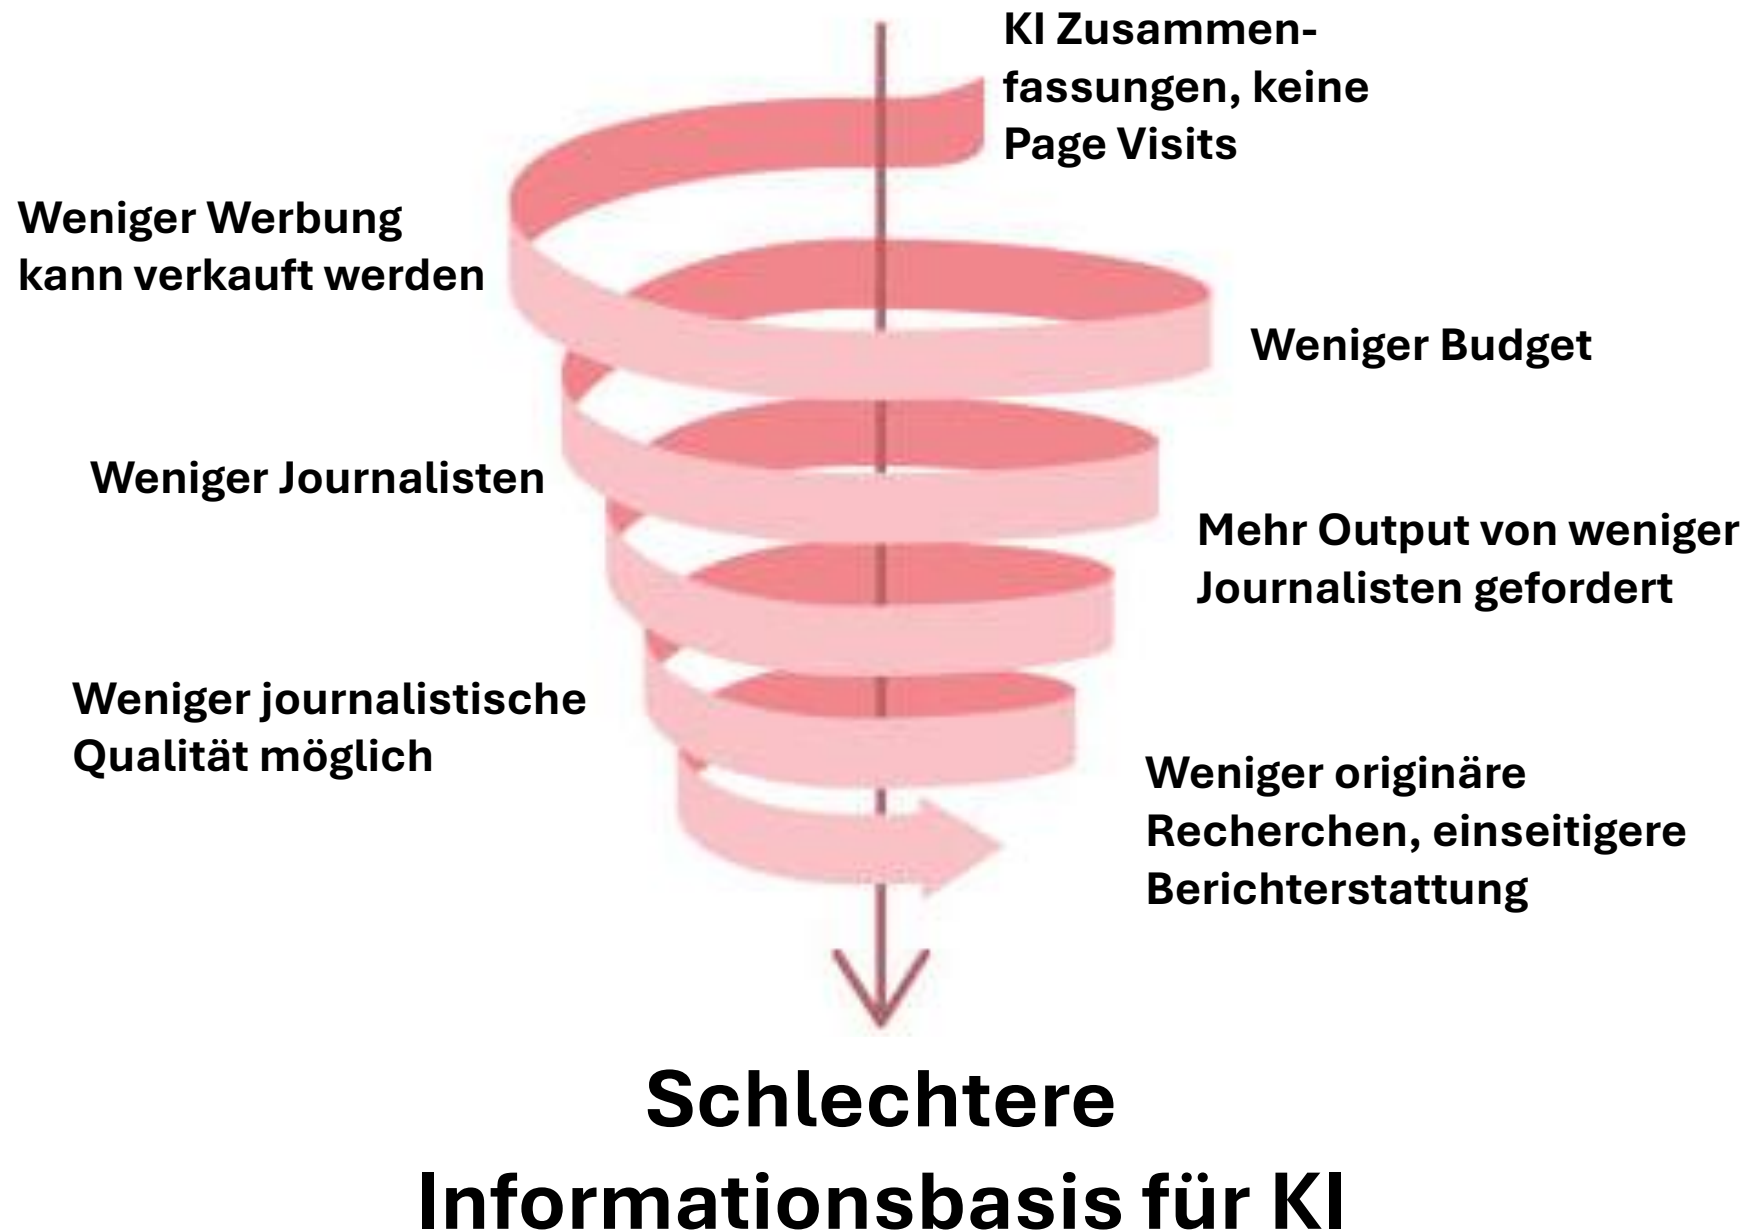 KI Zusammen-
fassungen, keine
Page Visits
Weniger Werbung
kann verkauft werden
Weniger Budget
Weniger Journalisten
Mehr Output von weniger
Journalisten gefordert
Weniger journalistische
Qualität möglich
Weniger originäre
Recherchen, einseitigere
Berichterstattung
Schlechtere
Informationsbasis für KI